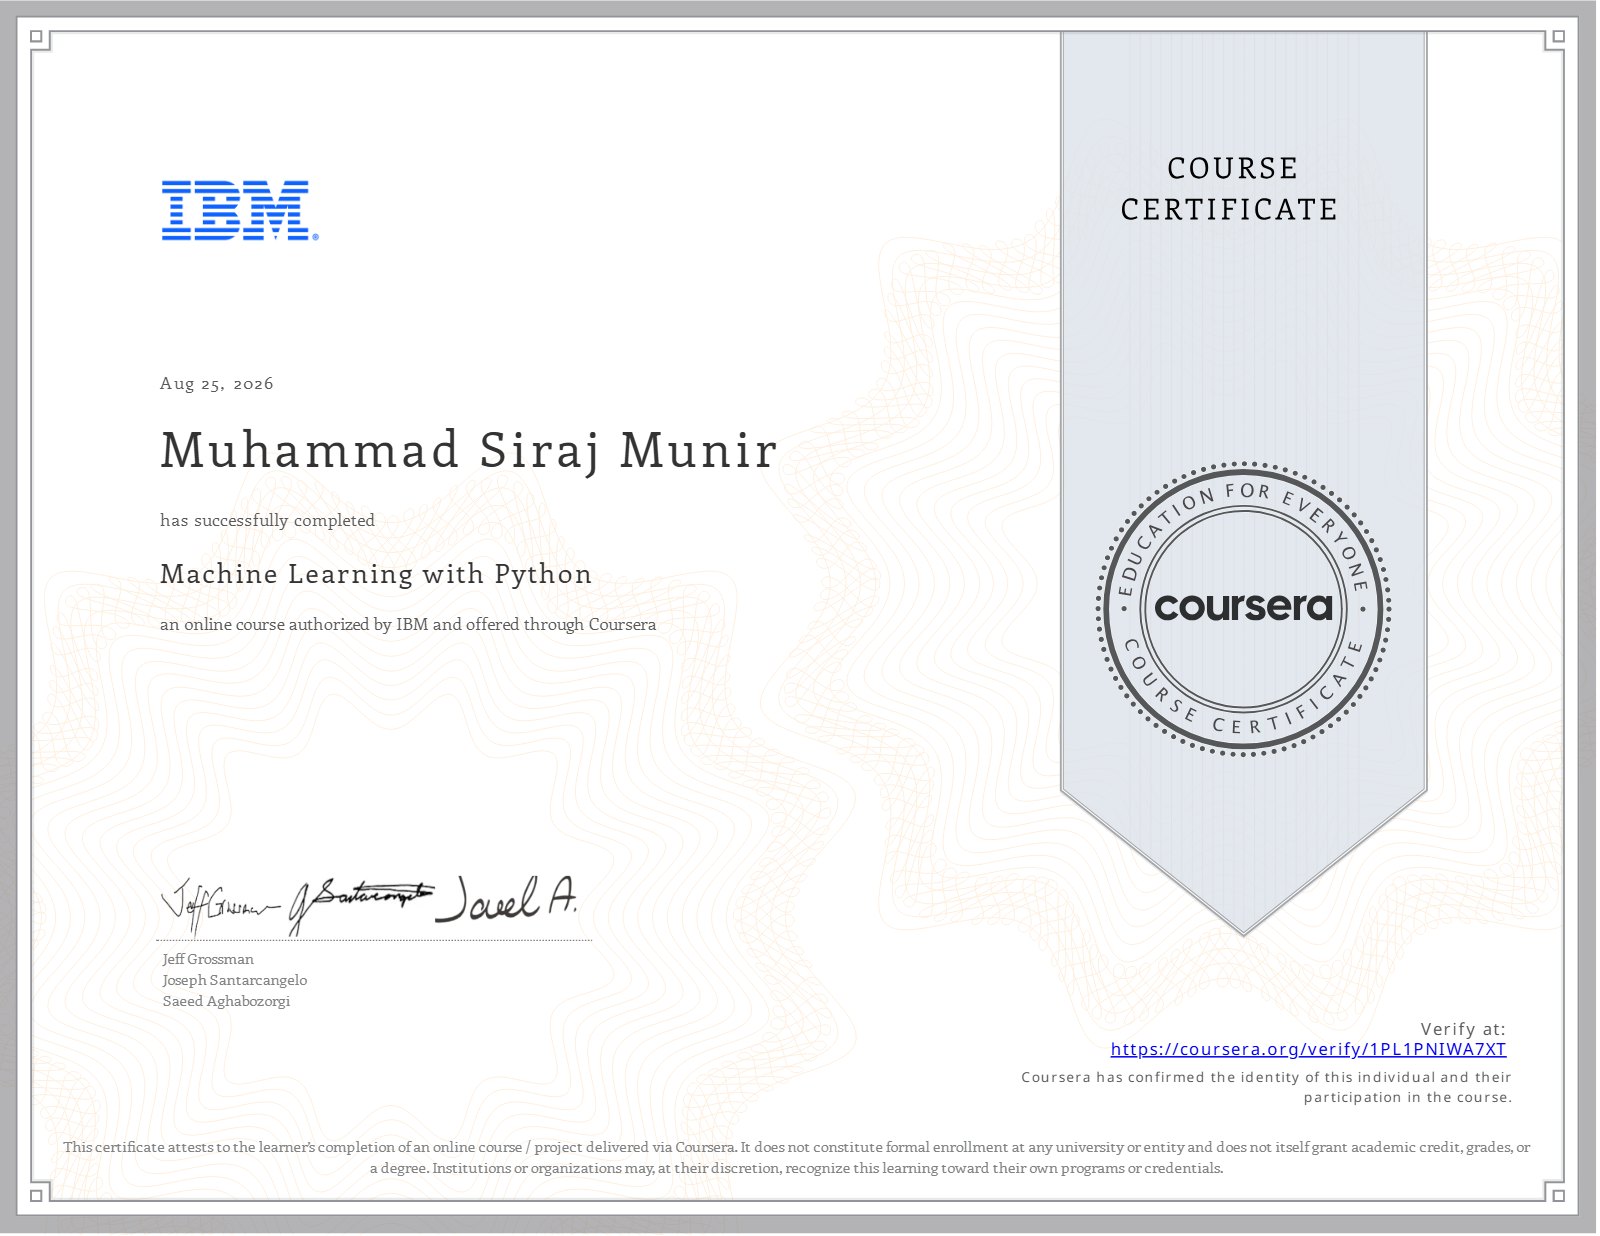 COURSE
CERTIFICATE
IBM®
Aug 25, 2026
Muhammad Siraj Munir
has successfully completed
Machine Learning with Python
an online course authorized by IBM and offered through Coursera
EDUCATION FOR EVERYONE
coursera
COURSE CERTIFICATE
Jeff Grossman
Joseph Santarcangelo
Saeed Aghabozorgi
Verify at:
https://coursera.org/verify/1PL1PNIWA7XT
Coursera has confirmed the identity of this individual and their
participation in the course.
This certificate attests to the learner's completion of an online course / project delivered via Coursera. It does not constitute formal enrollment at any university or entity and does not itself grant academic credit, grades, or
a degree. Institutions or organizations may, at their discretion, recognize this learning toward their own programs or credentials.